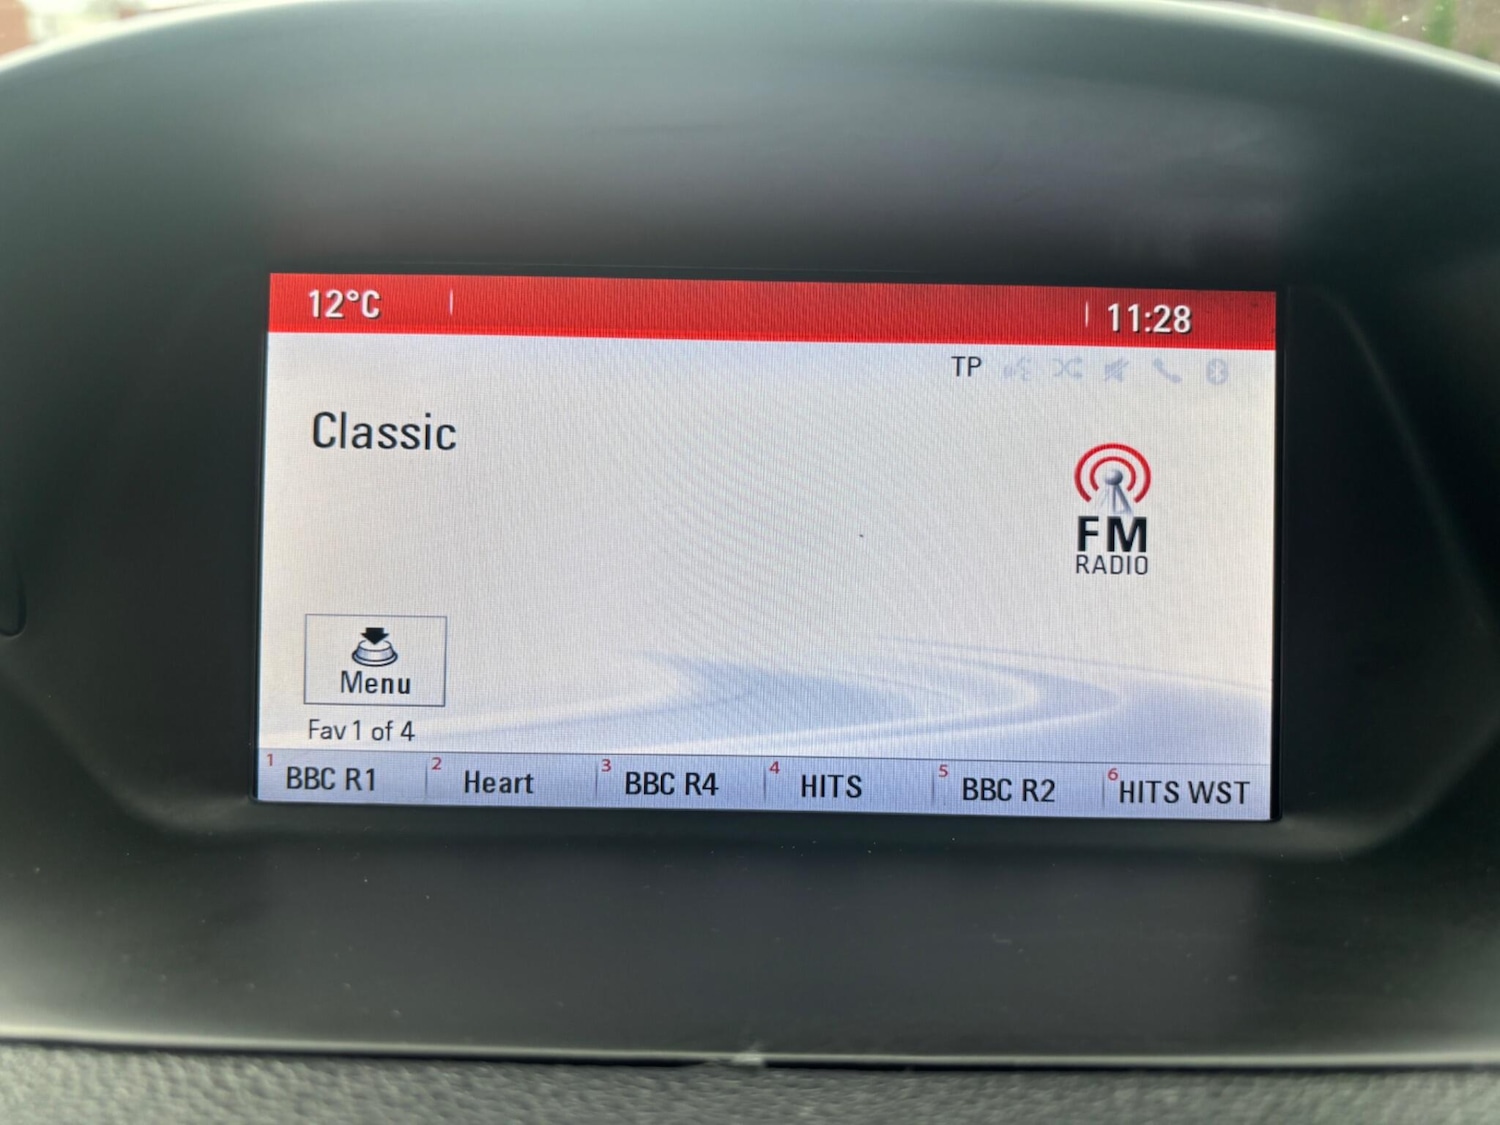 12°C 11:28
TP
Classic
FM
RADIO
Menu
Fav 1 of 4
1 BBC R1 2 Heart 3 BBC R4 4 HITS 5 BBC R2 6 HITS WST